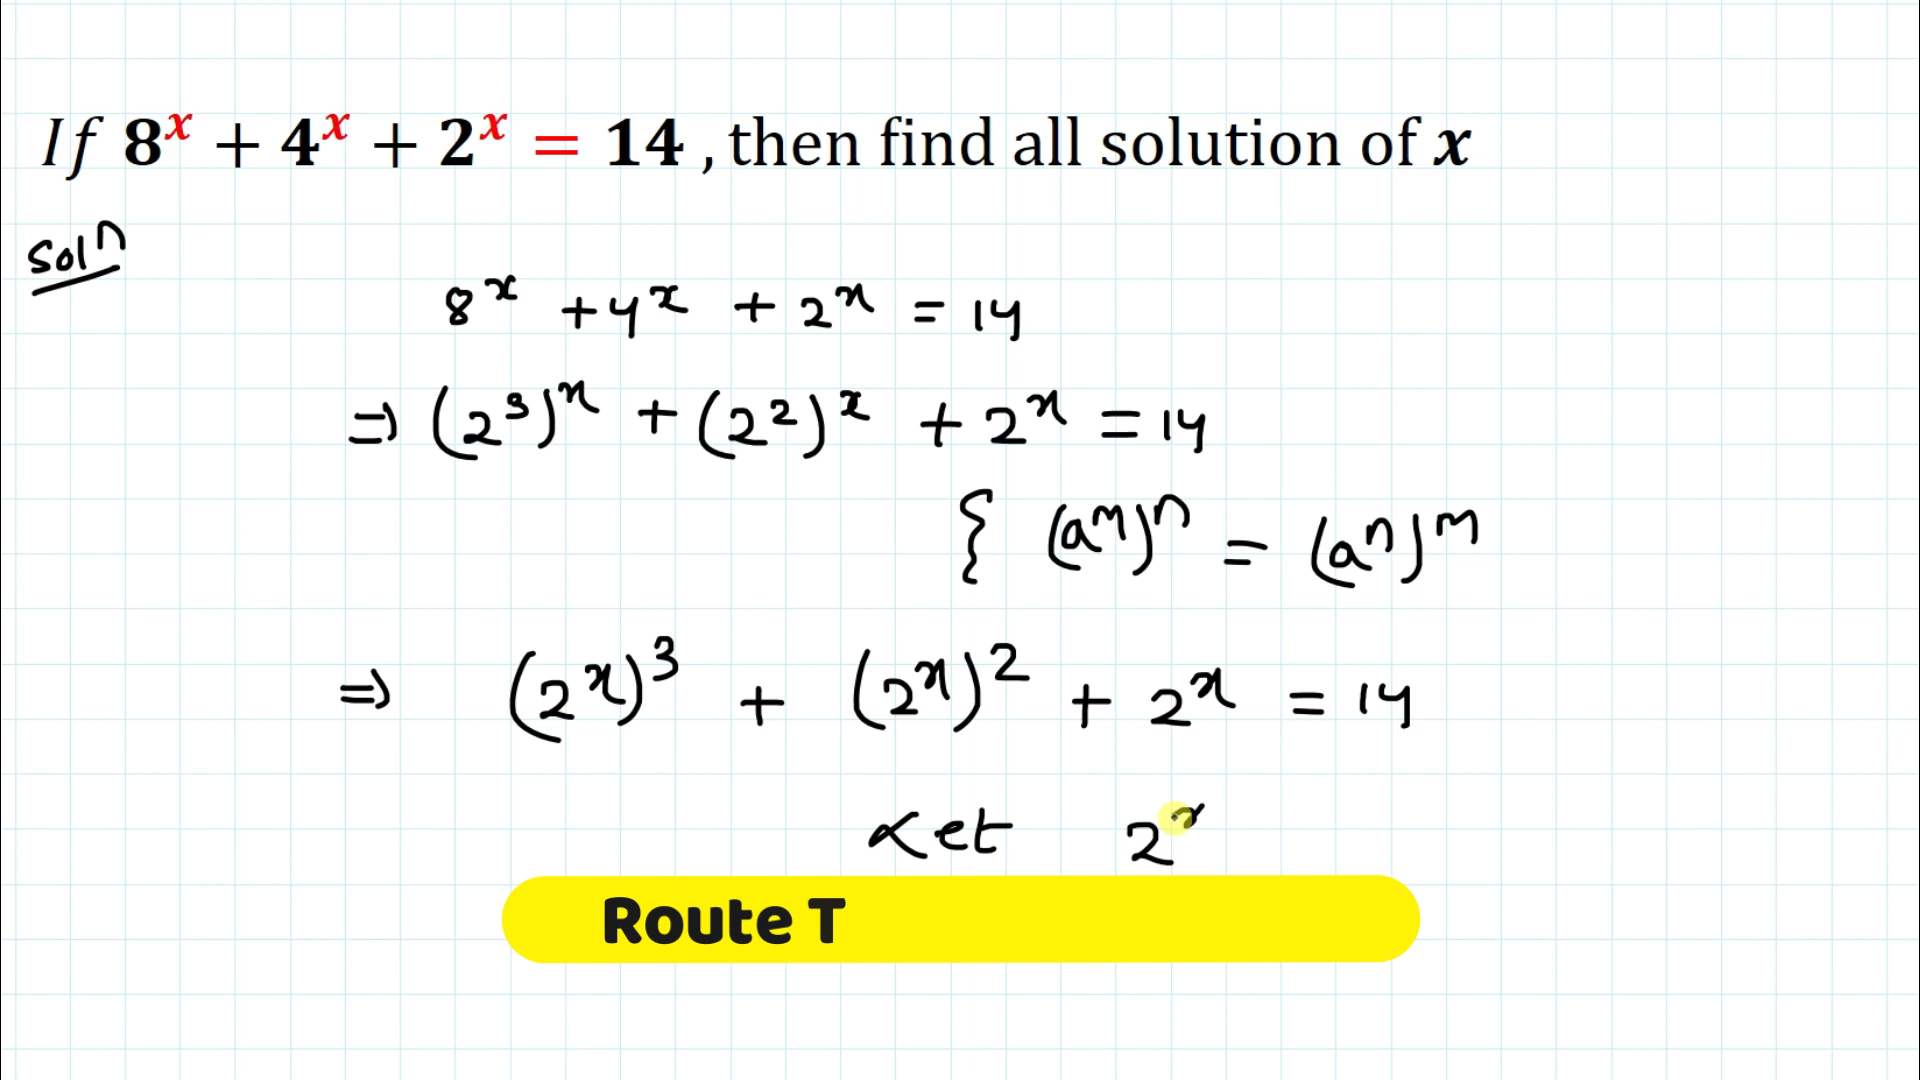 If 8^x + 4^x + 2^x = 14 , then find all solution of x
Solⁿ
8^x + 4^x + 2^x = 14
⇒ (2^3)^x + (2^2)^x + 2^x = 14
{ (a^m)^n = (a^n)^m
⇒ (2^x)^3 + (2^x)^2 + 2^x = 14
Let 2^x
Route T